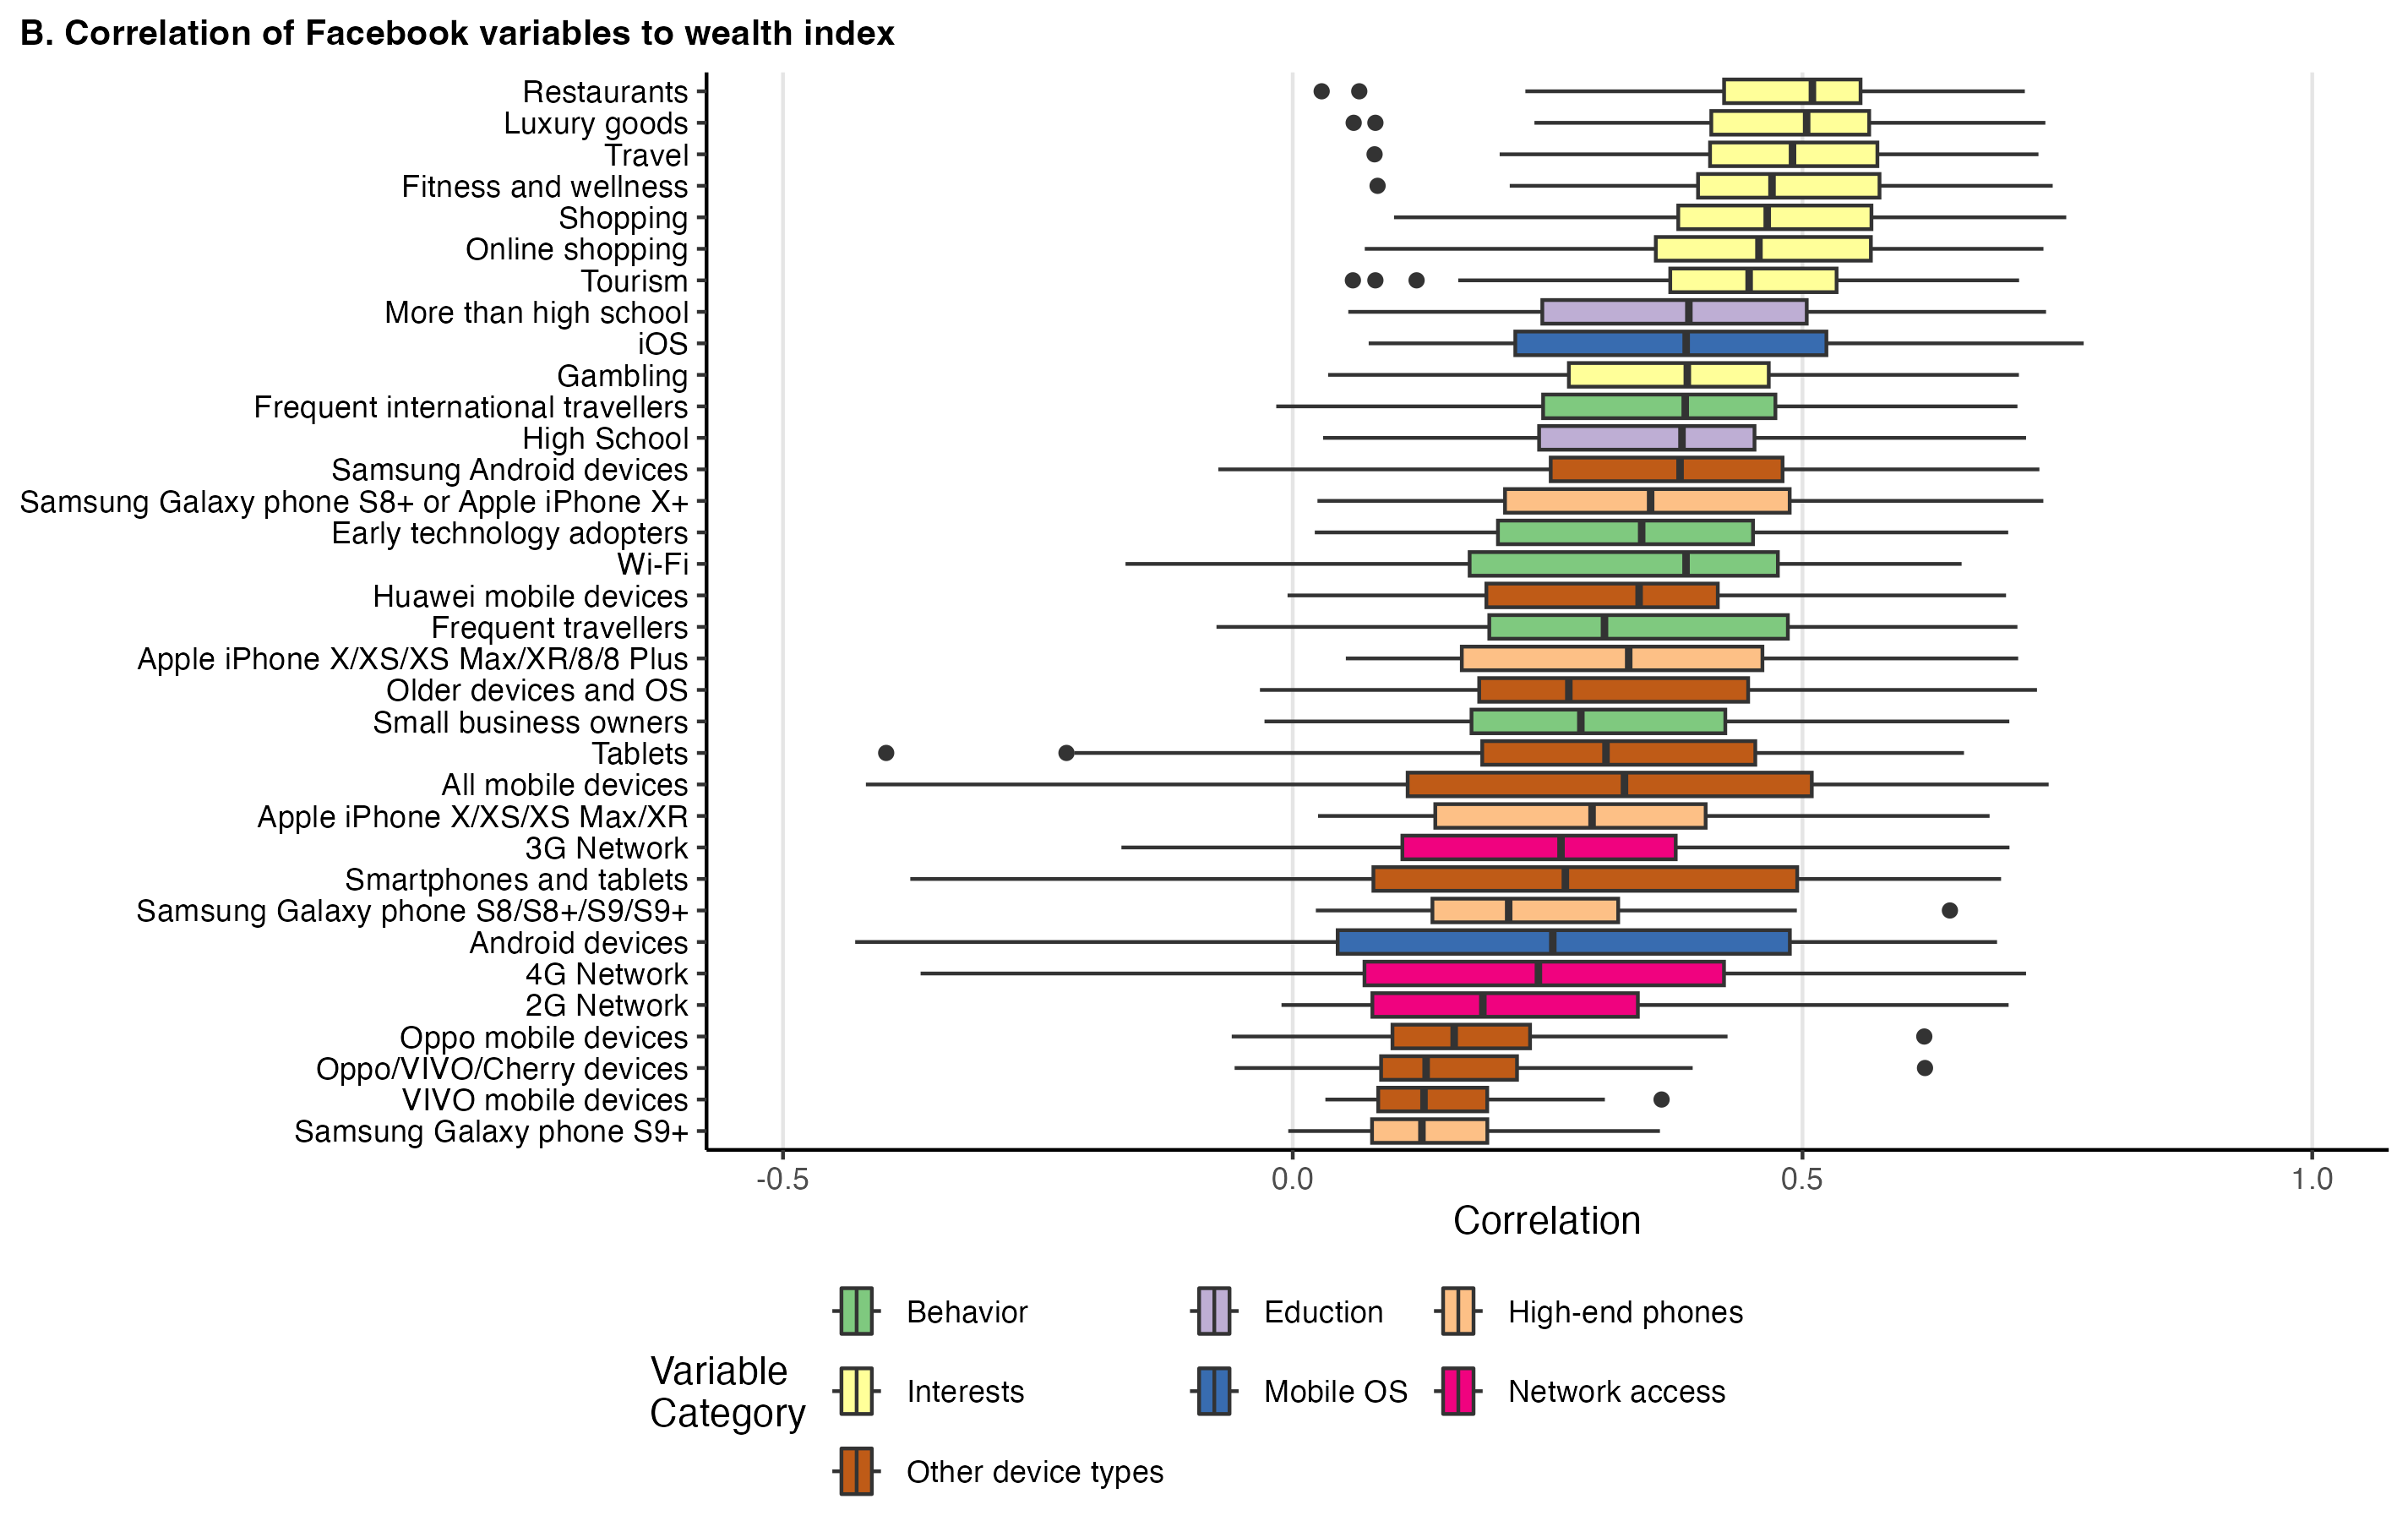 B. Correlation of Facebook variables to wealth index
Restaurants
Luxury goods
Travel
Fitness and wellness
Shopping
Online shopping
Tourism
More than high school
iOS
Gambling
Frequent international travellers
High School
Samsung Android devices
Samsung Galaxy phone S8+ or Apple iPhone X+
Early technology adopters
Wi-Fi
Huawei mobile devices
Frequent travellers
Apple iPhone X/XS/XS Max/XR/8/8 Plus
Older devices and OS
Small business owners
Tablets
All mobile devices
Apple iPhone X/XS/XS Max/XR
3G Network
Smartphones and tablets
Samsung Galaxy phone S8/S8+/S9/S9+
Android devices
4G Network
2G Network
Oppo mobile devices
Oppo/VIVO/Cherry devices
VIVO mobile devices
Samsung Galaxy phone S9+
-0.5 0.0 0.5 1.0
Correlation
Variable
Category
Behavior Eduction High-end phones
Interests Mobile OS Network access
Other device types